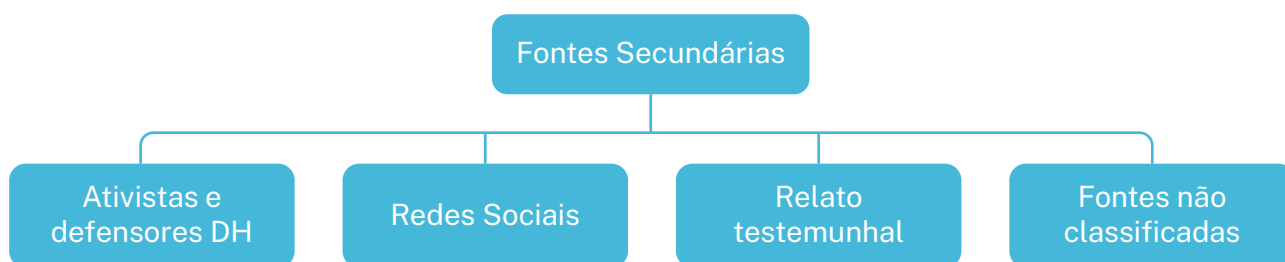 Fontes Secundárias
Ativistas e
defensores DH
Redes Sociais
Relato
testemunhal
Fontes não
classificadas